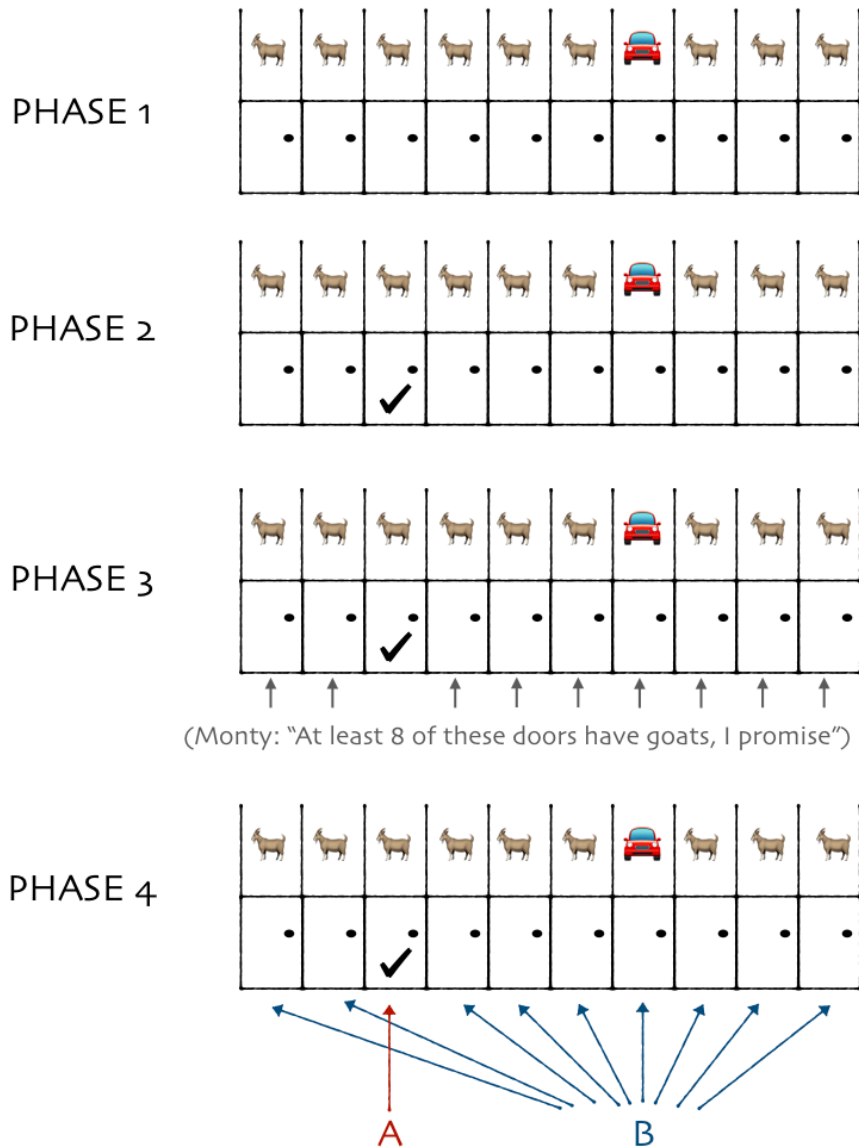 PHASE 1
PHASE 2
PHASE 3
(Monty: “At least 8 of these doors have goats, I promise”)
PHASE 4
A
B